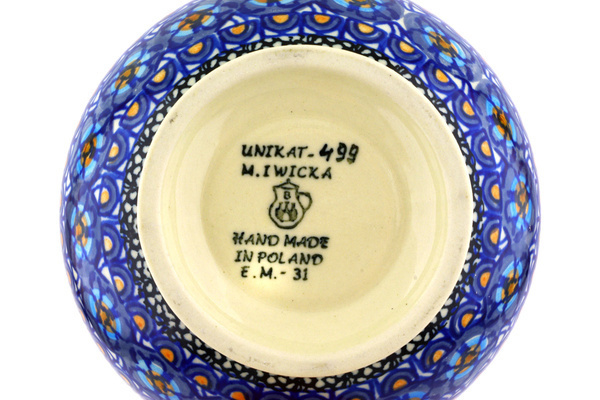 UNIKAT-499
M.IWICKA
B
HAND MADE
IN POLAND
E.M.-31